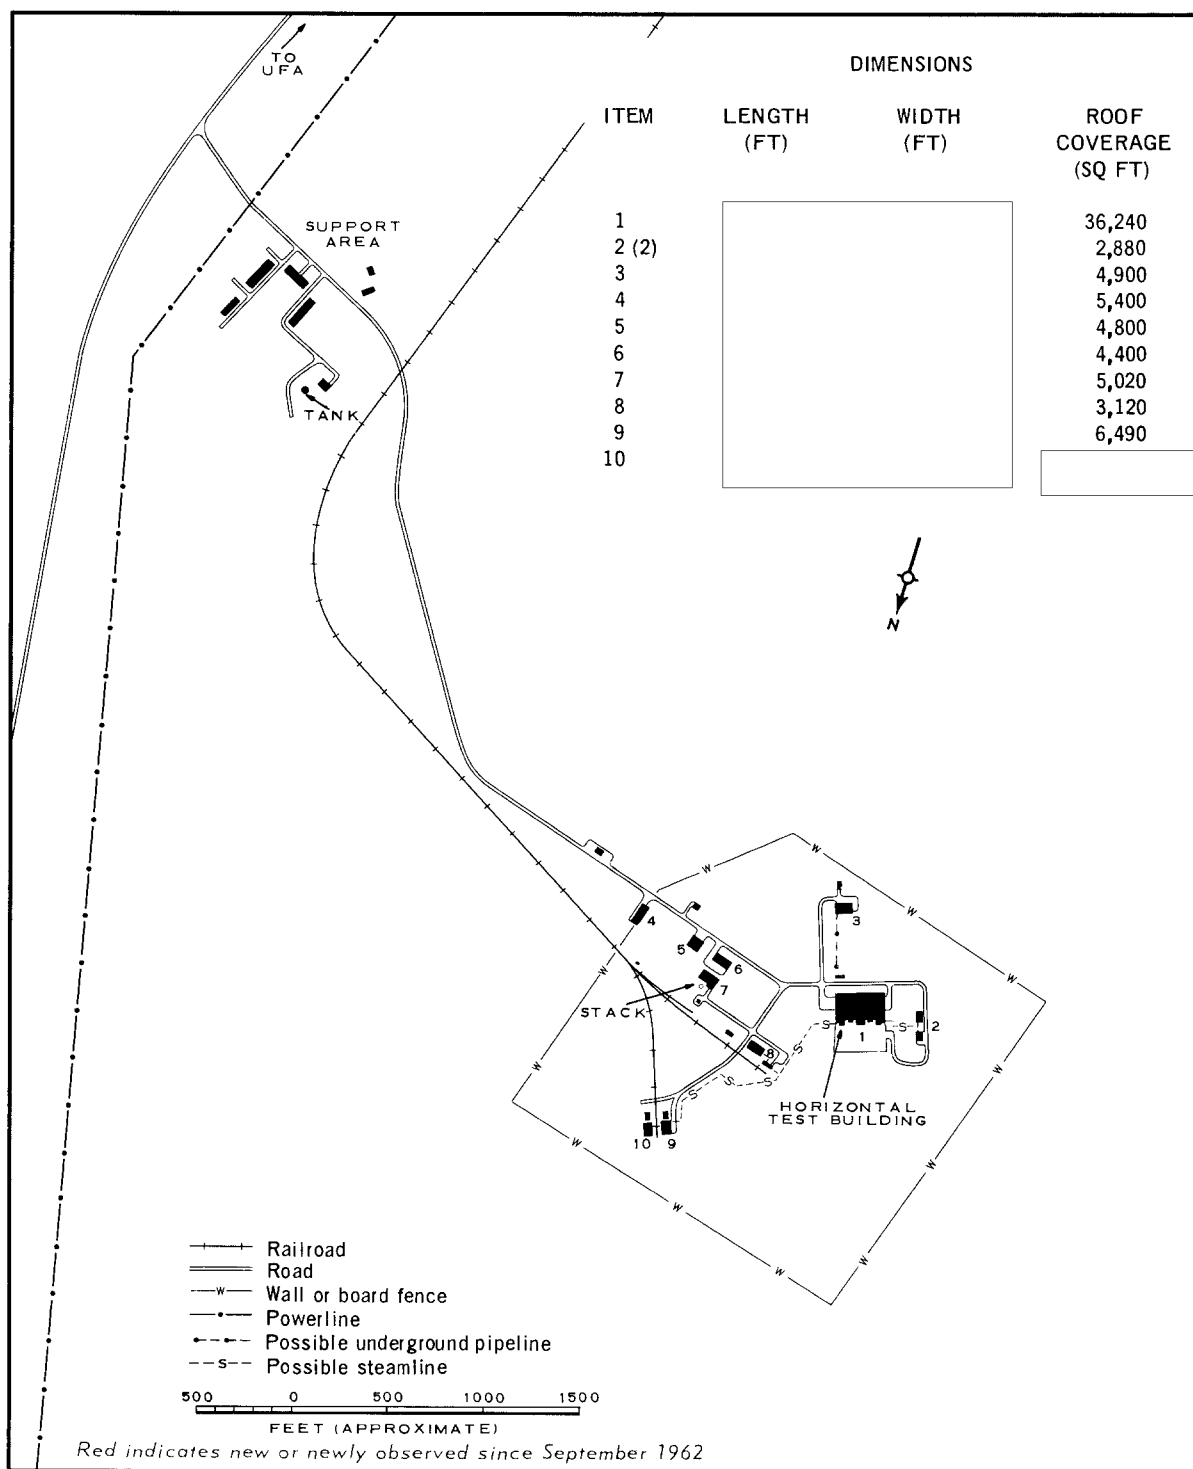 TO
UFA
DIMENSIONS
ITEM LENGTH WIDTH ROOF
(FT) (FT) COVERAGE
(SQ FT)
SUPPORT
AREA
1 36,240
2 (2) 2,880
3 4,900
4 5,400
5 4,800
6 4,400
7 5,020
8 3,120
9 6,490
10
TANK
N
W
W
W
3
4
5
6
7
STACK
W
S
S
2
1
8
S
S
S
W
W
HORIZONTAL
TEST BUILDING
10 9
W
W
W
W
W
Railroad
Road
W Wall or board fence
Powerline
Possible underground pipeline
S Possible steamline
500 0 500 1000 1500
FEET (APPROXIMATE)
Red indicates new or newly observed since September 1962